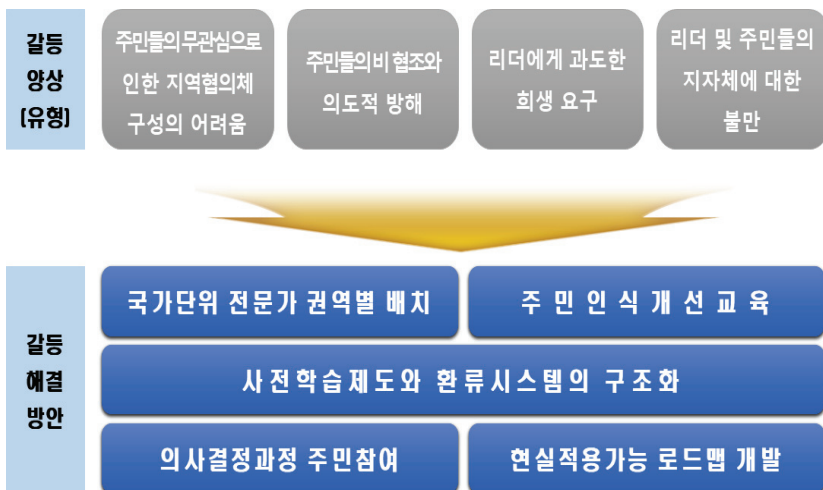 갈등
양상
(유형)
주민들의 무관심으로
인한 지역협의체
구성의 어려움
주민들의 비 협조와
의도적 방해
리더에게 과도한
희생 요구
리더 및 주민들의
지자체에 대한
불만
갈등
해결
방안
국가단위 전문가 권역별 배치
주 민 인 식 개 선 교 육
사전학습제도와 환류시스템의 구조화
의사결정과정 주민참여
현실적용가능 로드맵 개발